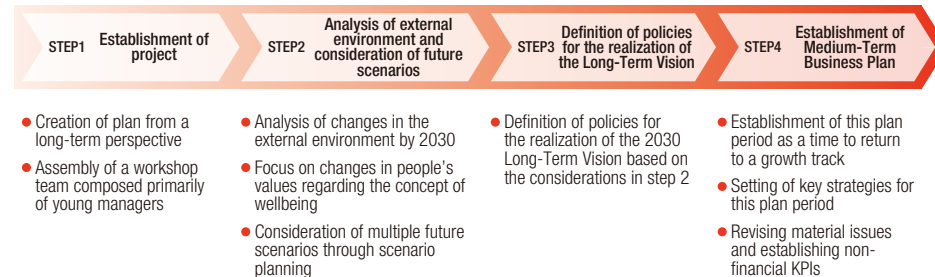 STEP1
Establishment of
project
STEP2
Analysis of external
environment and
consideration of future
scenarios
STEP3
Definition of policies
for the realization of
the Long-Term Vision
STEP4
Establishment of
Medium-Term
Business Plan
● Creation of plan from a
long-term perspective
● Assembly of a workshop
team composed primarily
of young managers
● Analysis of changes in the
external environment by 2030
● Focus on changes in people's
values regarding the concept of
wellbeing
● Consideration of multiple future
scenarios through scenario
planning
● Definition of policies for
the realization of the 2030
Long-Term Vision based on
the considerations in step 2
● Establishment of this plan
period as a time to return
to a growth track
● Setting of key strategies for
this plan period
● Revising material issues
and establishing non-
financial KPIs